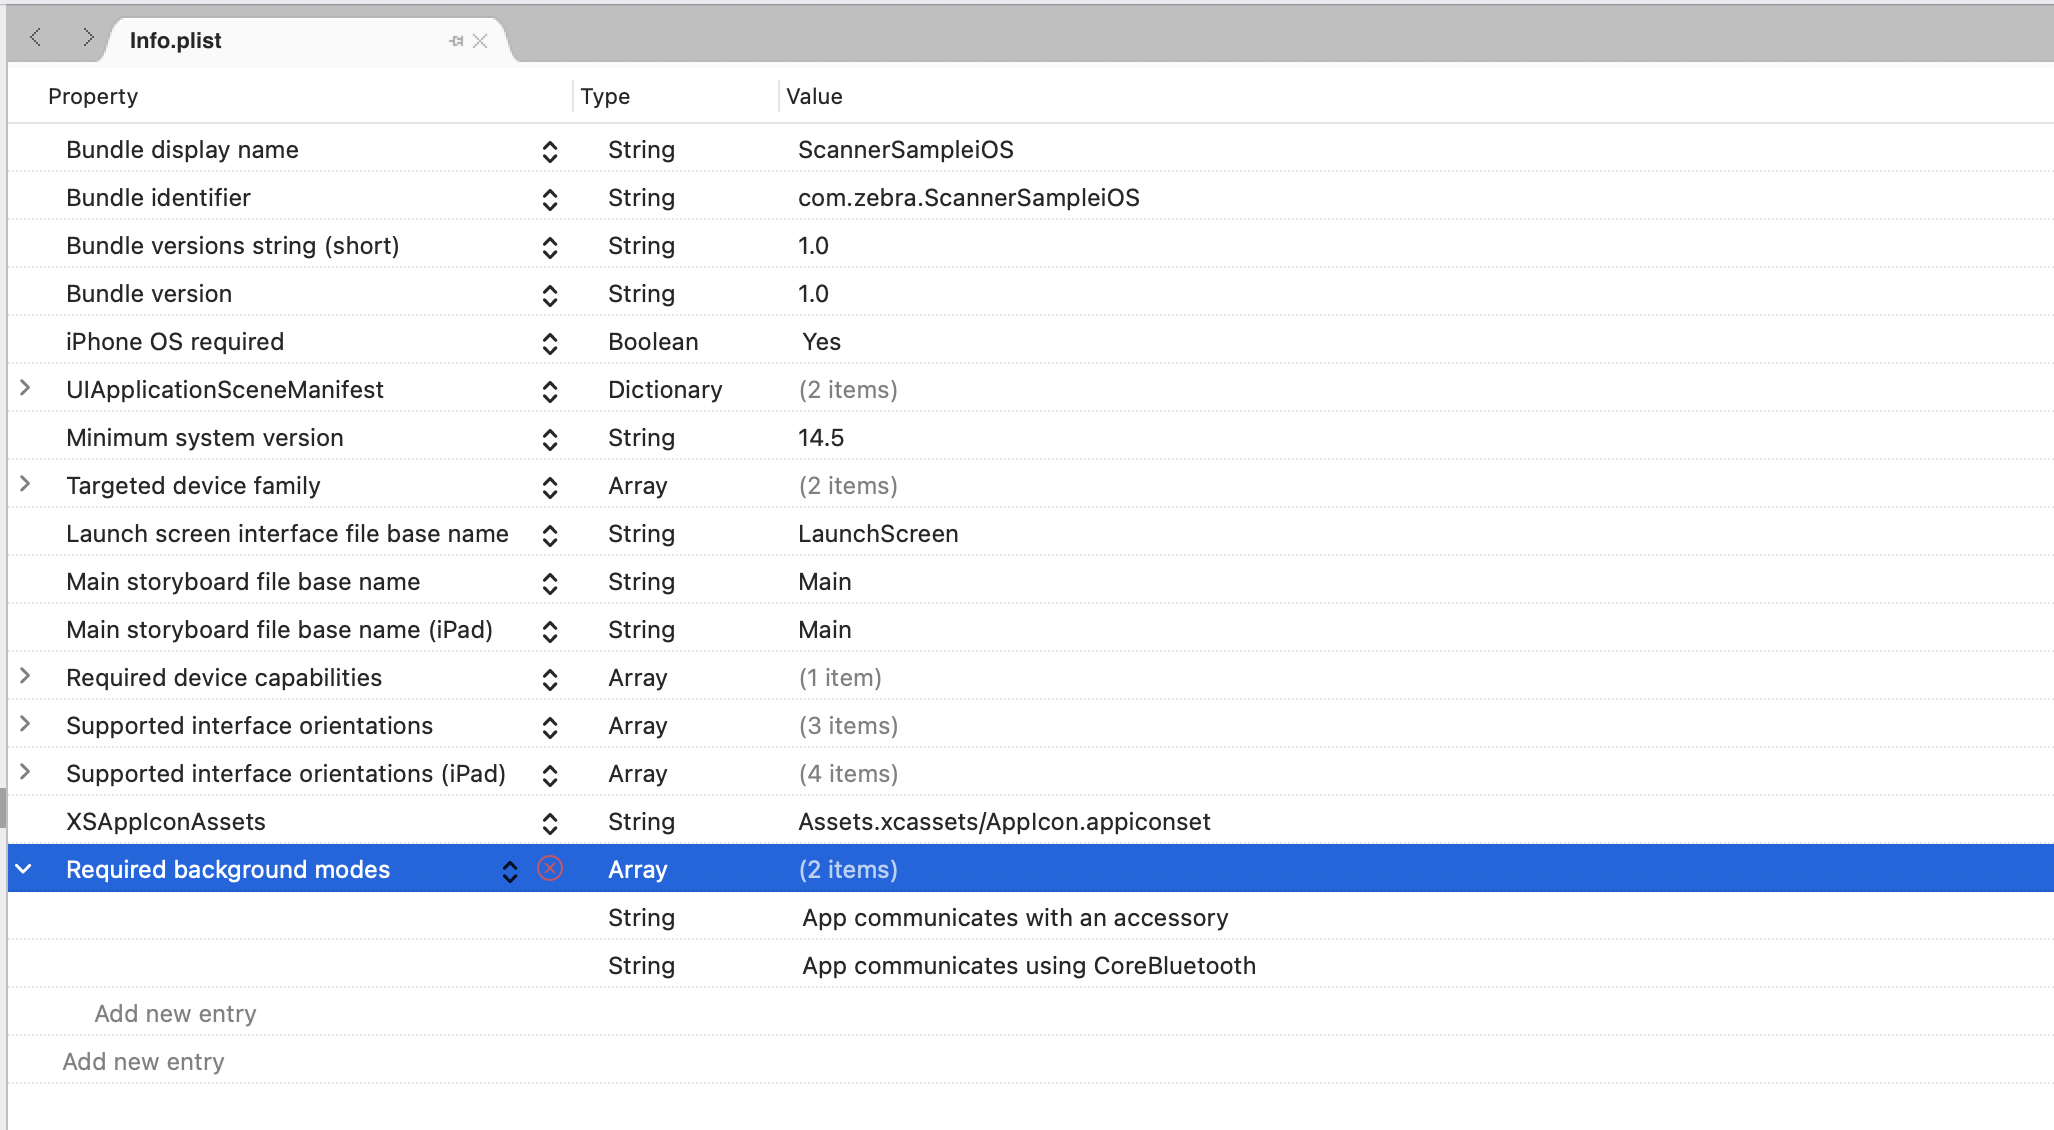 Info.plist
Property Type Value
Bundle display name String ScannerSampleiOS
Bundle identifier String com.zebra.ScannerSampleiOS
Bundle versions string (short) String 1.0
Bundle version String 1.0
iPhone OS required Boolean Yes
UIApplicationSceneManifest Dictionary (2 items)
Minimum system version String 14.5
Targeted device family Array (2 items)
Launch screen interface file base name String LaunchScreen
Main storyboard file base name String Main
Main storyboard file base name (iPad) String Main
Required device capabilities Array (1 item)
Supported interface orientations Array (3 items)
Supported interface orientations (iPad) Array (4 items)
XSAppIconAssets String Assets.xcassets/AppIcon.appiconset
Required background modes Array (2 items)
String App communicates with an accessory
String App communicates using CoreBluetooth
Add new entry
Add new entry